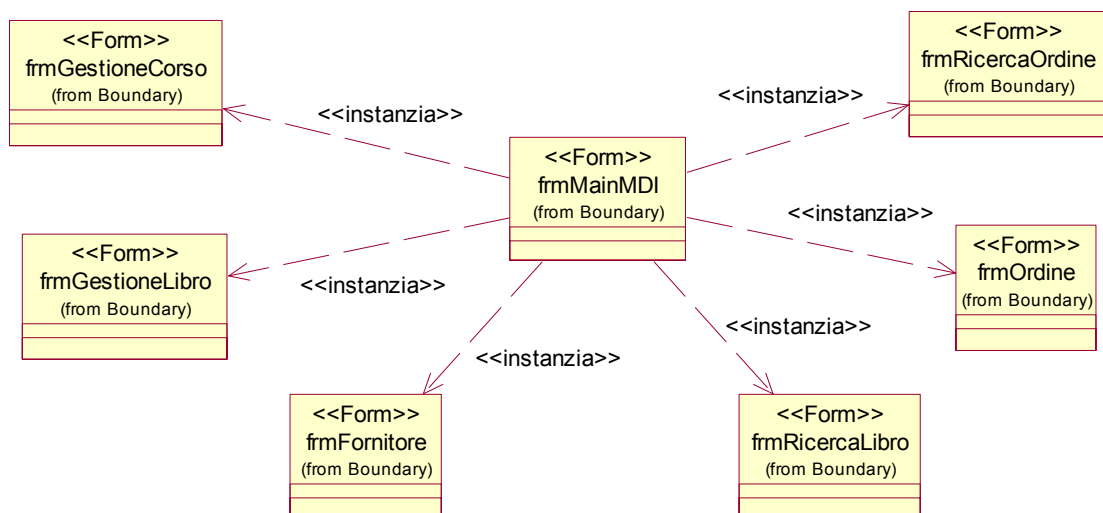 <<Form>>
frmGestioneCorso
(from Boundary)
<<Form>>
frmRicercaOrdine
(from Boundary)
<<instanzia>>
<<instanzia>>
<<Form>>
frmMainMDI
(from Boundary)
<<instanzia>>
<<Form>>
frmGestioneLibro
(from Boundary)
<<Form>>
frmOrdine
(from Boundary)
<<instanzia>>
<<instanzia>>
<<instanzia>>
<<Form>>
frmFornitore
(from Boundary)
<<Form>>
frmRicercaLibro
(from Boundary)